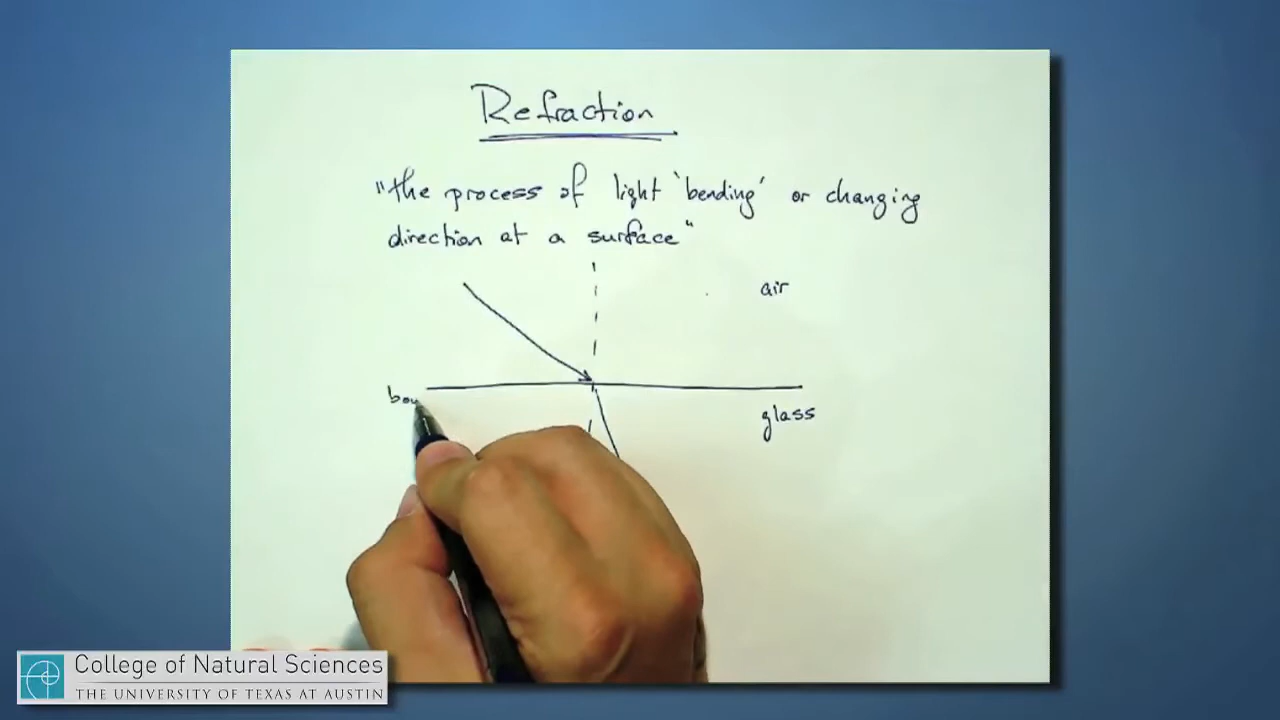 Refraction
"the process of light 'bending' or changing
direction at a surface"
air
bou
glass
College of Natural Sciences
THE UNIVERSITY OF TEXAS AT AUSTIN